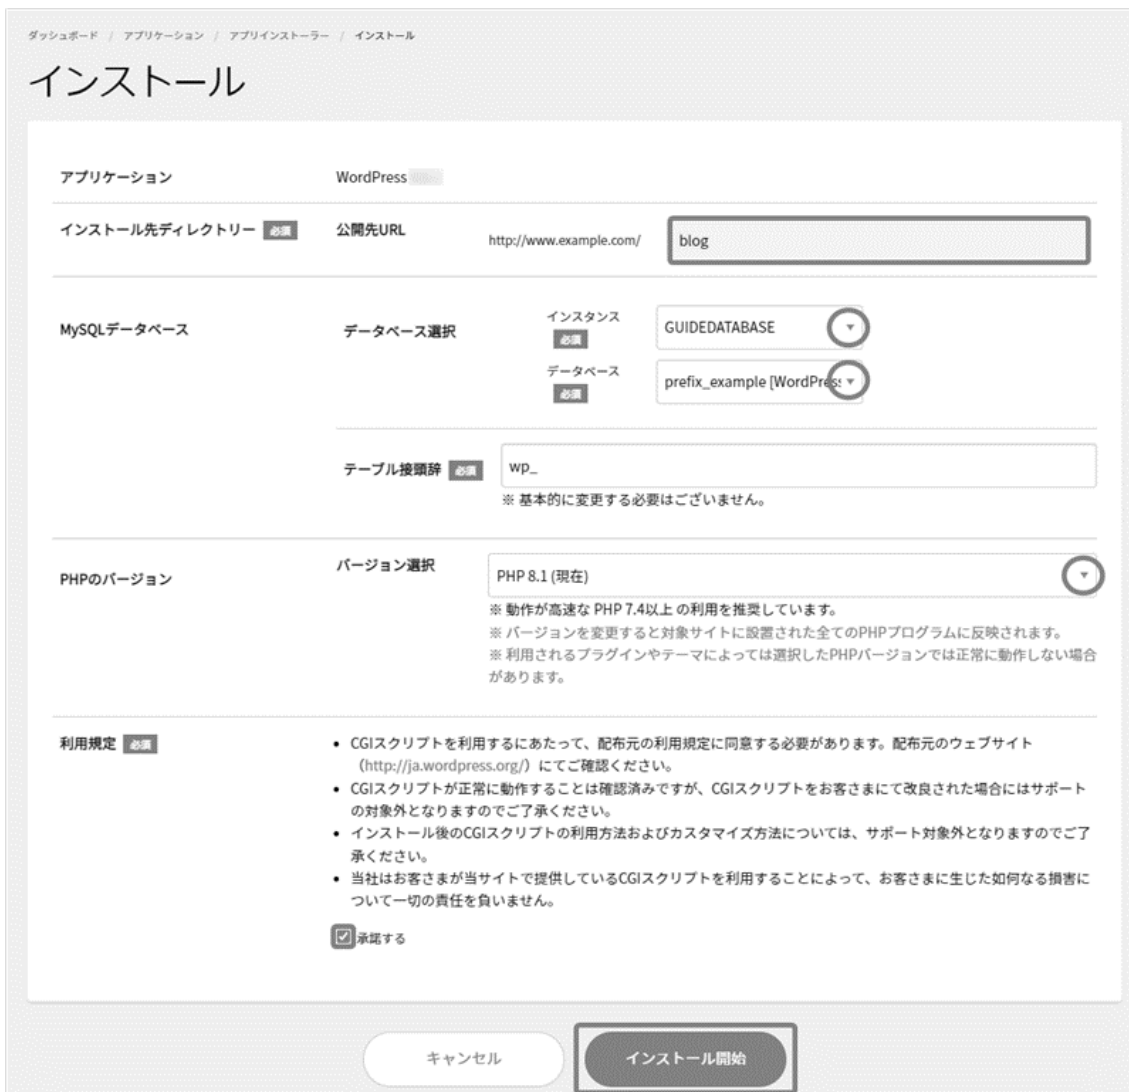 ダッシュボード / アプリケーション / アプリインストーラー / インストール
インストール
アプリケーション WordPress
インストール先ディレクトリー 必須 公開先URL http://www.example.com/ blog
MySQLデータベース データベース選択 インスタンス 必須 GUIDEDATABASE
データベース 必須 prefix_example [WordPress
テーブル接頭辞 必須 wp_
※ 基本的に変更する必要はございません。
PHPのバージョン バージョン選択 PHP 8.1 (現在)
※ 動作が高速な PHP 7.4以上 の利用を推奨しています。
※ バージョンを変更すると対象サイトに設置された全てのPHPプログラムに反映されます。
※ 利用されるプラグインやテーマによっては選択したPHPバージョンでは正常に動作しない場合
があります。
利用規定 必須
• CGIスクリプトを利用するにあたって、配布元の利用規定に同意する必要があります。配布元のウェブサイト
（http://ja.wordpress.org/）にてご確認ください。
• CGIスクリプトが正常に動作することは確認済みですが、CGIスクリプトをお客さまにて改良された場合にはサポート
の対象外となりますのでご了承ください。
• インストール後のCGIスクリプトの利用方法およびカスタマイズ方法については、サポート対象外となりますのでご了
承ください。
• 当社はお客さまが当サイトで提供しているCGIスクリプトを利用することによって、お客さまに生じた如何なる損害に
ついて一切の責任を負いません。
承諾する
キャンセル インストール開始